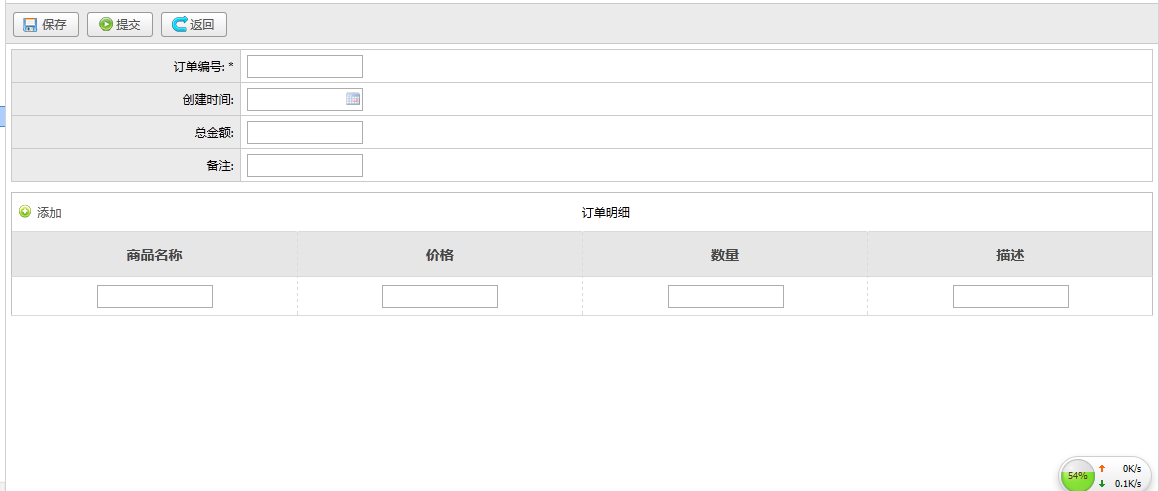 保存 提交 返回
订单编号: *
创建时间:
总金额:
备注:
添加 订单明细
商品名称 价格 数量 描述
54% 0K/s
0.1K/s